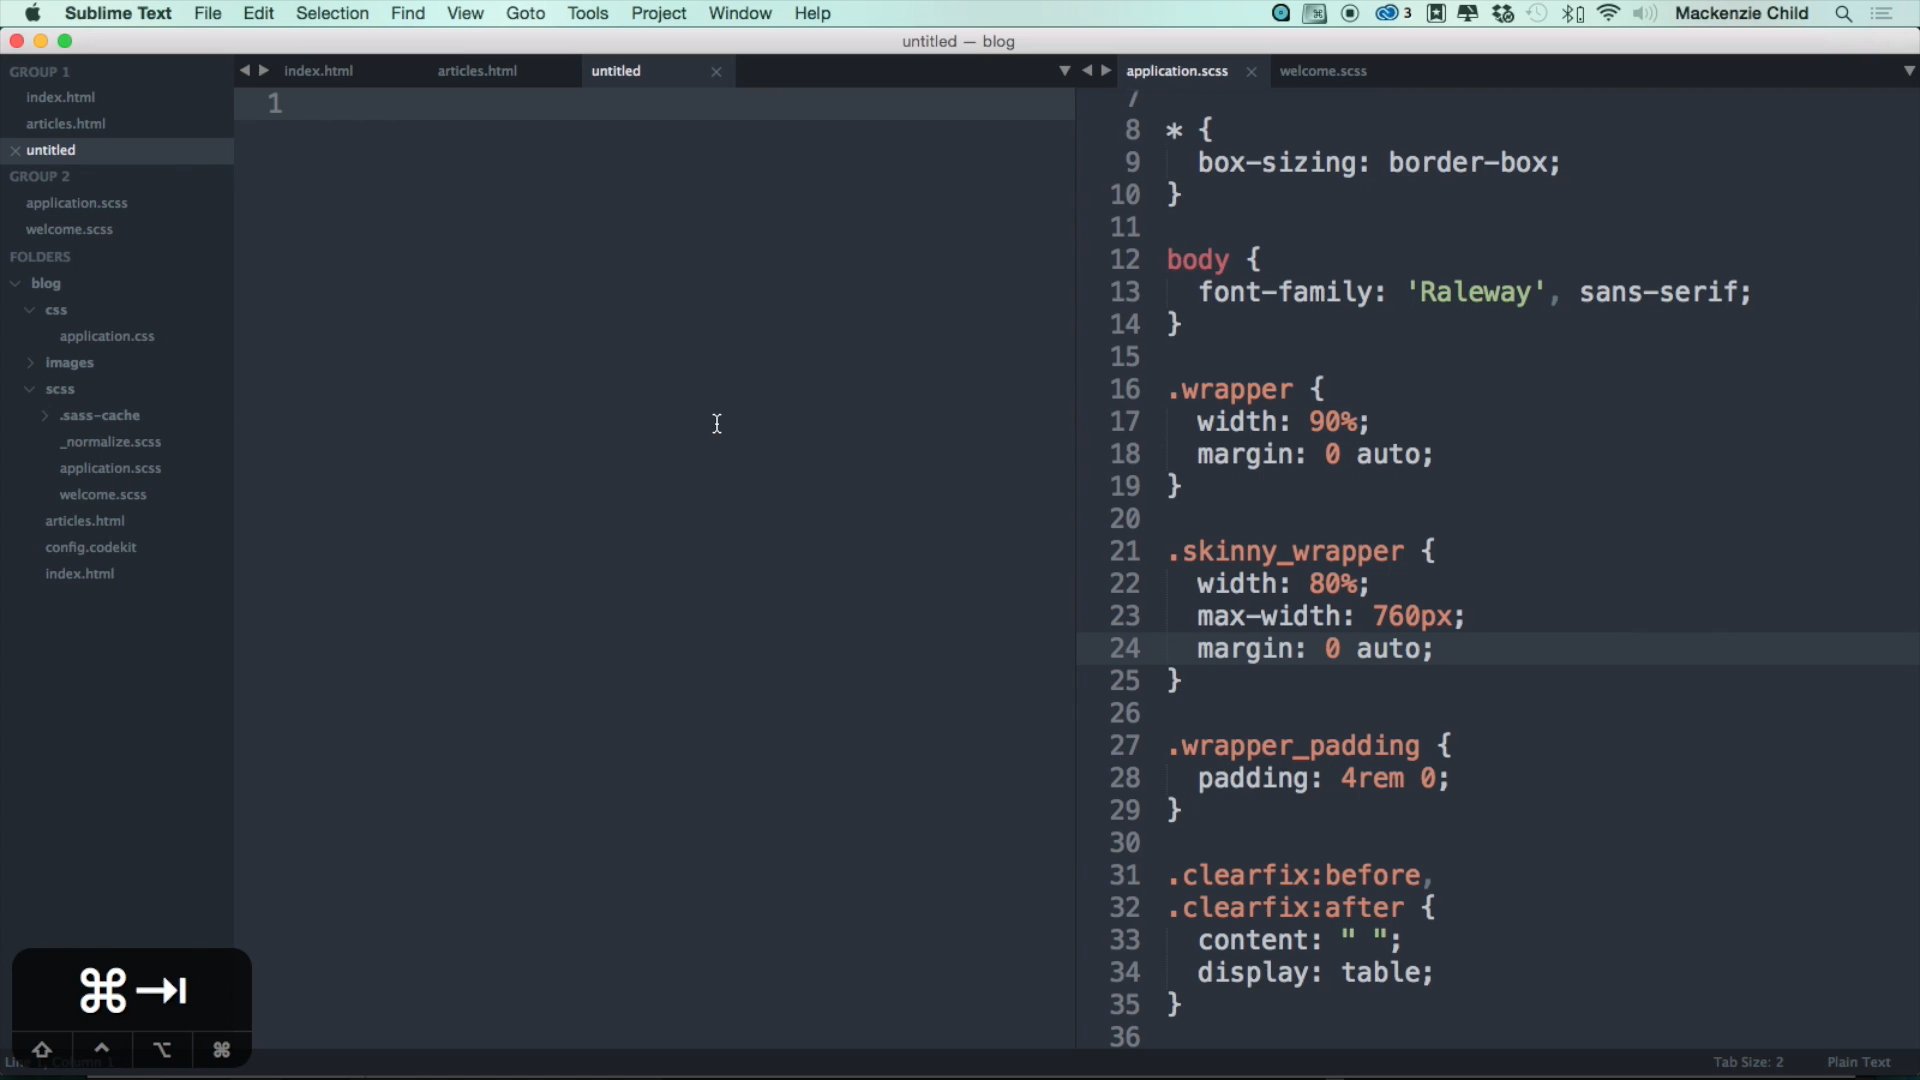 Sublime Text File Edit Selection Find View Goto Tools Project Window Help 3 Mackenzie Child
untitled — blog
GROUP 1
index.html
articles.html
untitled
GROUP 2
application.scss
welcome.scss
FOLDERS
blog
css
application.css
images
scss
.sass-cache
_normalize.scss
application.scss
welcome.scss
articles.html
config.codekit
index.html
index.html articles.html untitled
1
application.scss welcome.scss
7
8 * {
9 box-sizing: border-box;
10 }
11
12 body {
13 font-family: 'Raleway', sans-serif;
14 }
15
16 .wrapper {
17 width: 90%;
18 margin: 0 auto;
19 }
20
21 .skinny_wrapper {
22 width: 80%;
23 max-width: 760px;
24 margin: 0 auto;
25 }
26
27 .wrapper_padding {
28 padding: 4rem 0;
29 }
30
31 .clearfix:before,
32 .clearfix:after {
33 content: " ";
34 display: table;
35 }
36
⌘⇥
⇧ ⌃ ⌥ ⌘
Tab Size: 2 Plain Text